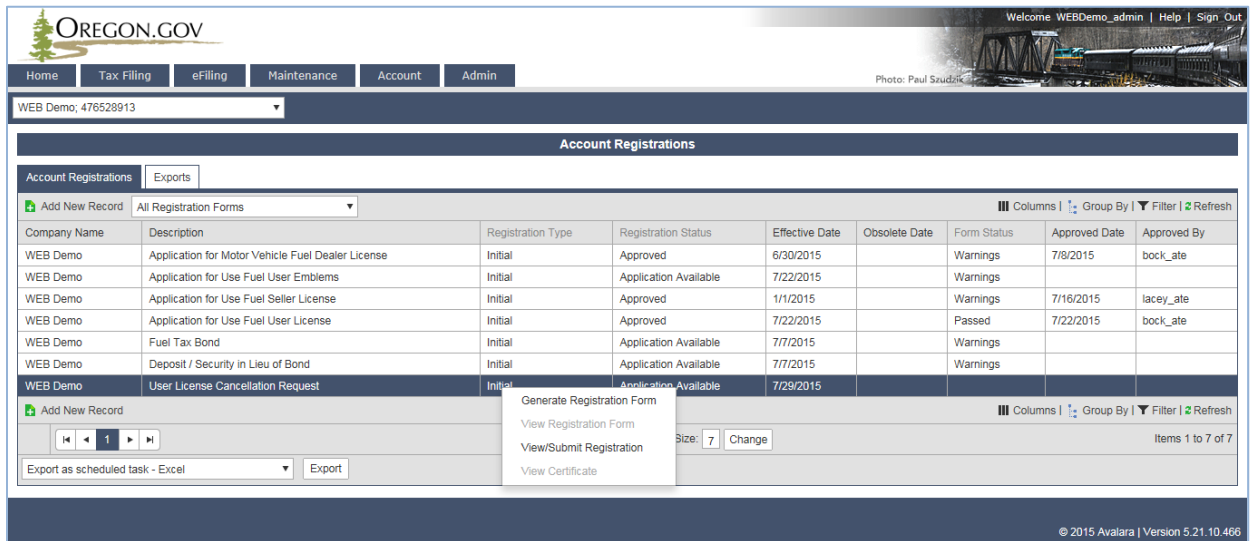 OREGON.GOV
Welcome WEBDemo_admin | Help | Sign Out
Home Tax Filing eFiling Maintenance Account Admin
Photo: Paul Szudzik
WEB Demo; 476528913
Account Registrations
Account Registrations Exports
Add New Record All Registration Forms Columns | Group By | Filter | Refresh
Company Name Description Registration Type Registration Status Effective Date Obsolete Date Form Status Approved Date Approved By
WEB Demo Application for Motor Vehicle Fuel Dealer License Initial Approved 6/30/2015 Warnings 7/8/2015 bock_ate
WEB Demo Application for Use Fuel User Emblems Initial Application Available 7/22/2015 Warnings
WEB Demo Application for Use Fuel Seller License Initial Approved 1/1/2015 Warnings 7/16/2015 lacey_ate
WEB Demo Application for Use Fuel User License Initial Approved 7/22/2015 Passed 7/22/2015 bock_ate
WEB Demo Fuel Tax Bond Initial Application Available 7/7/2015 Warnings
WEB Demo Deposit / Security in Lieu of Bond Initial Application Available 7/7/2015 Warnings
WEB Demo User License Cancellation Request Initial Application Available 7/29/2015
Generate Registration Form
Add New Record Columns | Group By | Filter | Refresh
View Registration Form
1 Size: 7 Change Items 1 to 7 of 7
View/Submit Registration
Export as scheduled task - Excel Export
View Certificate
© 2015 Avalara | Version 5.21.10.466